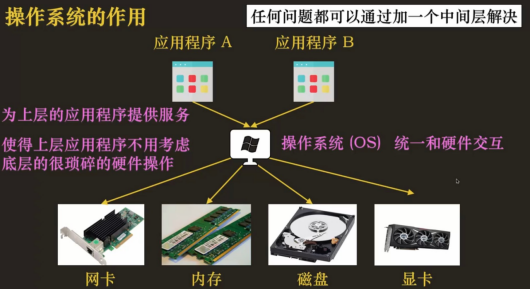 操作系统的作用
任何问题都可以通过加一个中间层解决
应用程序 A
应用程序 B
为上层的应用程序提供服务
使得上层应用程序不用考虑
底层的很琐碎的硬件操作
操作系统 (OS) 统一和硬件交互
网卡
内存
磁盘
显卡